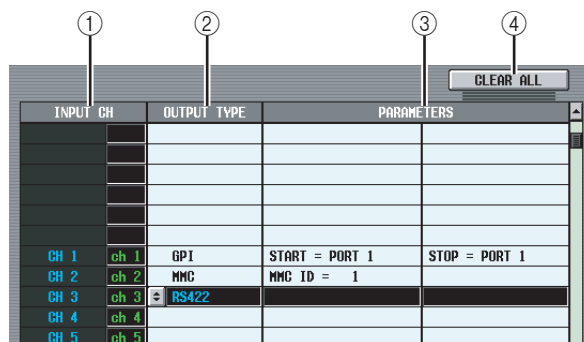 1 2 3 4
CLEAR ALL
INPUT CH OUTPUT TYPE PARAMETERS
CH 1 ch 1 GPI START = PORT 1 STOP = PORT 1
CH 2 ch 2 MMC MMC ID = 1
CH 3 ch 3 RS422
CH 4 ch 4
CH 5 ch 5